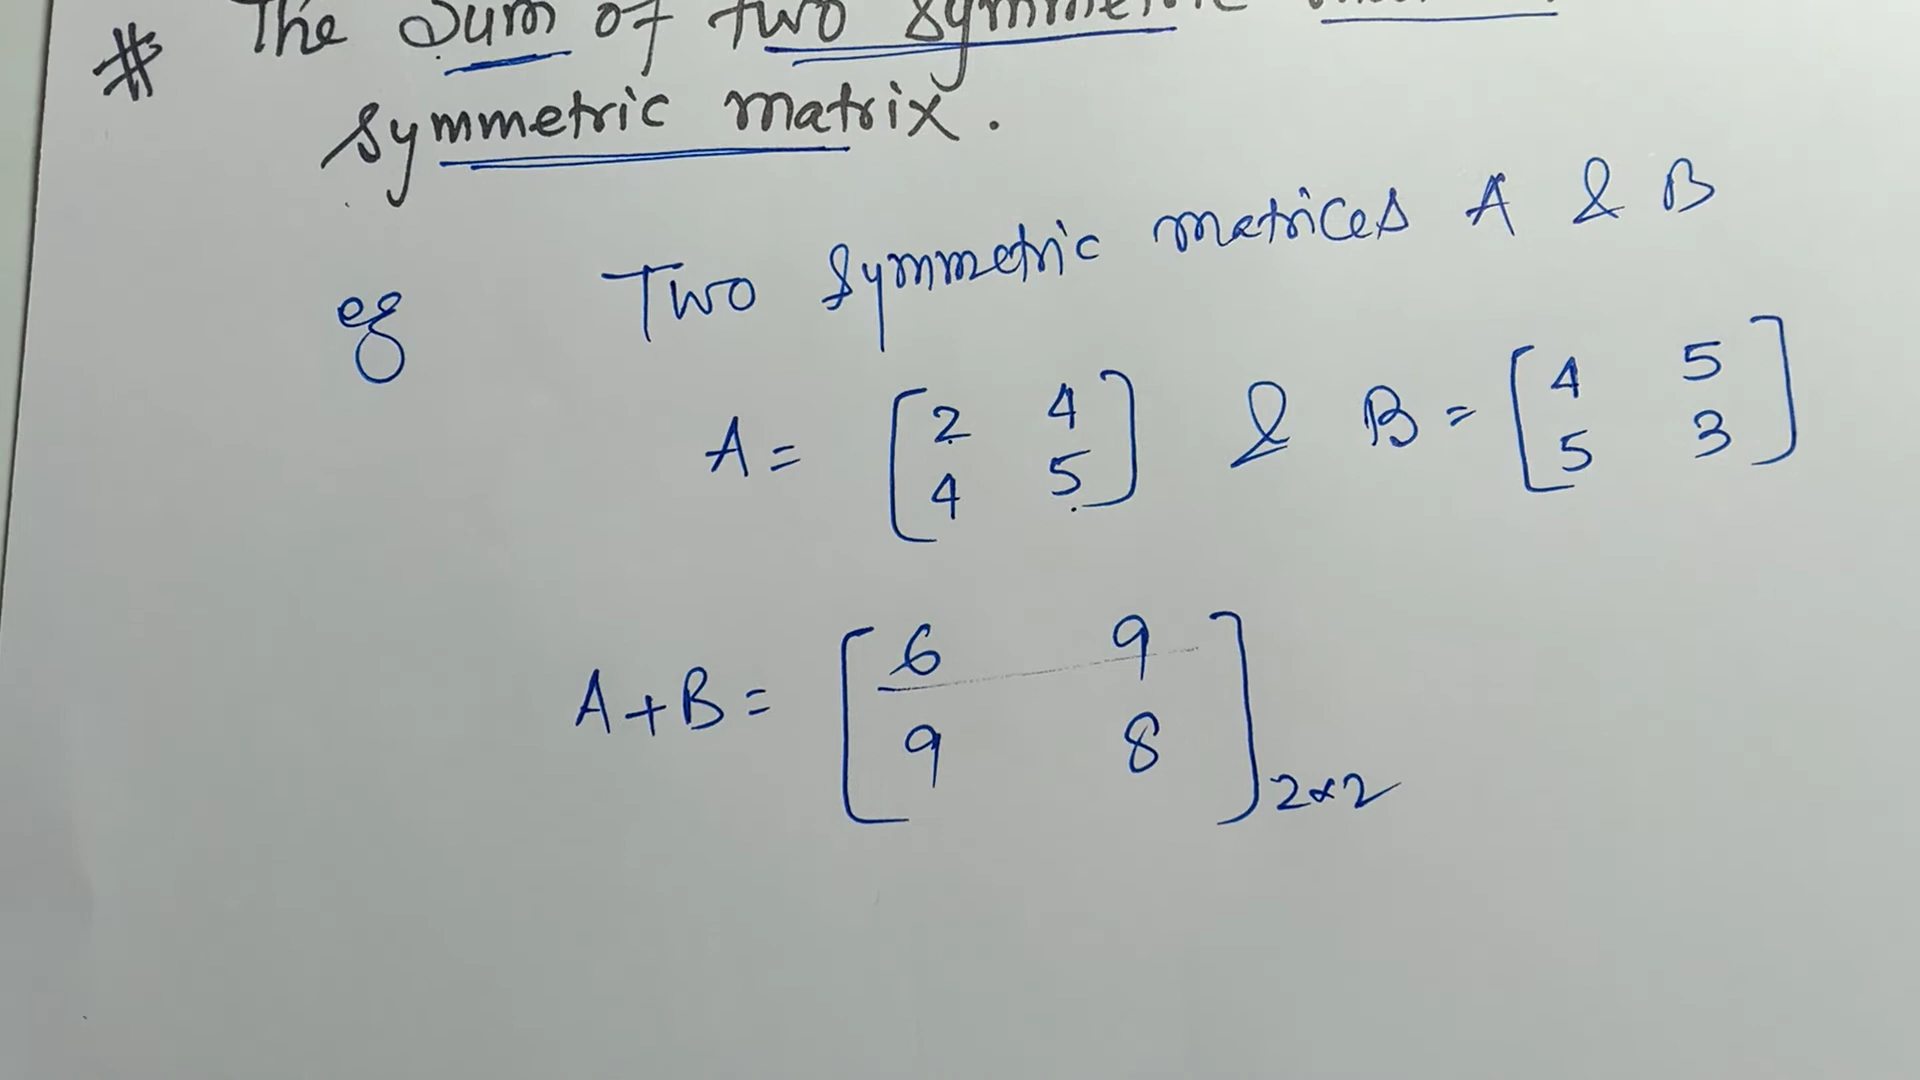 # The Sum of two symmetric
symmetric matrix.
eg Two symmetric matrices A & B
A = [2 4 4 5] & B = [4 5 5 3]
A+B = [6 9 9 8] 2×2